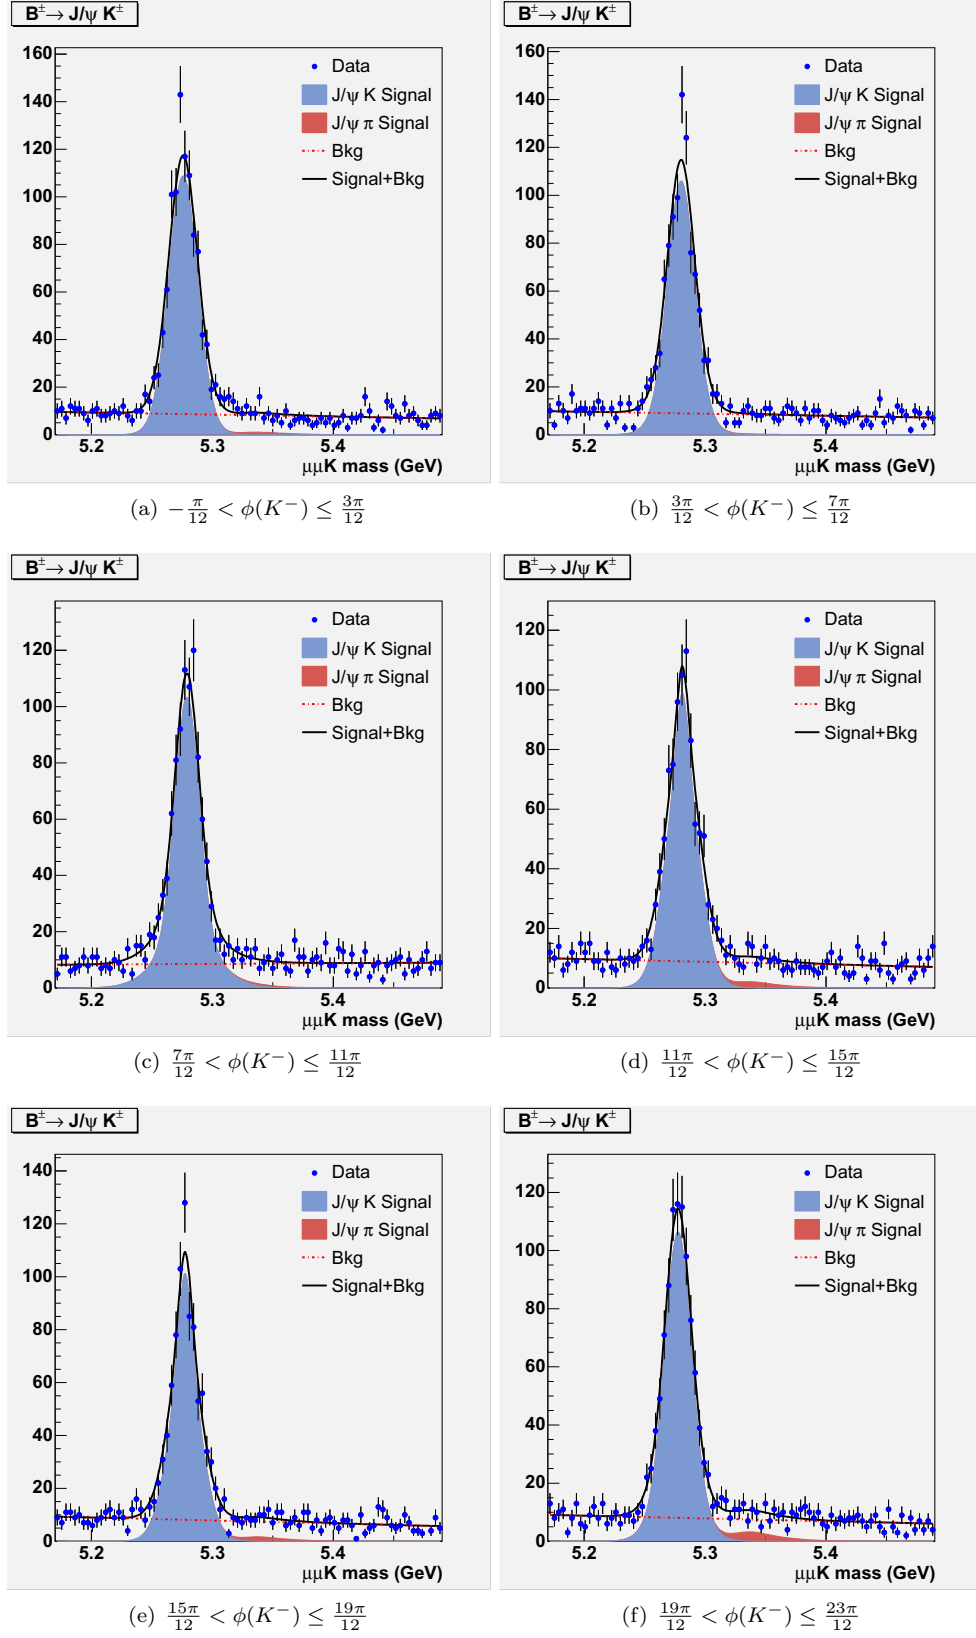 B± → J/ψ K±
160
140
120
100
80
60
40
20
0
5.2 5.3 5.4
μμK mass (GeV)
Data
J/ψ K Signal
J/ψ π Signal
Bkg
Signal+Bkg
(a) −π/12 < ϕ(K−) ≤ 3π/12
B± → J/ψ K±
160
140
120
100
80
60
40
20
0
5.2 5.3 5.4
μμK mass (GeV)
Data
J/ψ K Signal
J/ψ π Signal
Bkg
Signal+Bkg
(b) 3π/12 < ϕ(K−) ≤ 7π/12
B± → J/ψ K±
120
100
80
60
40
20
0
5.2 5.3 5.4
μμK mass (GeV)
Data
J/ψ K Signal
J/ψ π Signal
Bkg
Signal+Bkg
(c) 7π/12 < ϕ(K−) ≤ 11π/12
B± → J/ψ K±
120
100
80
60
40
20
0
5.2 5.3 5.4
μμK mass (GeV)
Data
J/ψ K Signal
J/ψ π Signal
Bkg
Signal+Bkg
(d) 11π/12 < ϕ(K−) ≤ 15π/12
B± → J/ψ K±
140
120
100
80
60
40
20
0
5.2 5.3 5.4
μμK mass (GeV)
Data
J/ψ K Signal
J/ψ π Signal
Bkg
Signal+Bkg
(e) 15π/12 < ϕ(K−) ≤ 19π/12
B± → J/ψ K±
120
100
80
60
40
20
0
5.2 5.3 5.4
μμK mass (GeV)
Data
J/ψ K Signal
J/ψ π Signal
Bkg
Signal+Bkg
(f) 19π/12 < ϕ(K−) ≤ 23π/12